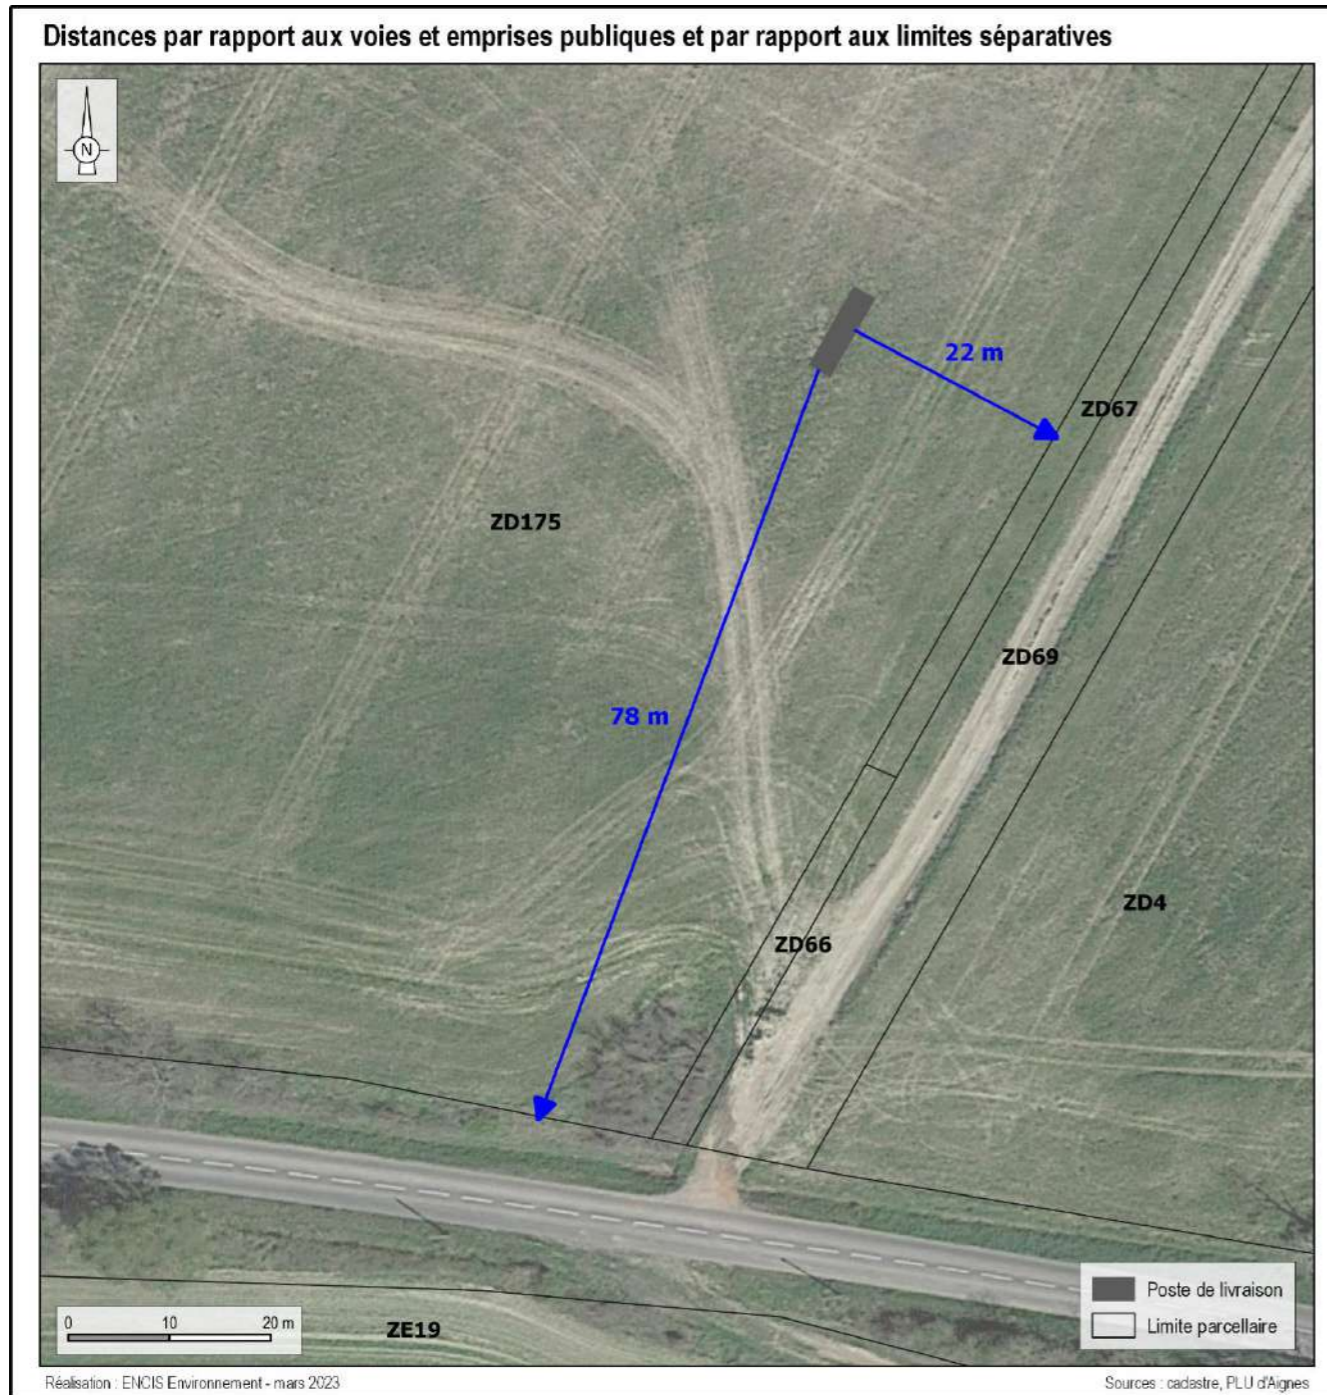 Distances par rapport aux voies et emprises publiques et par rapport aux limites séparatives
N
22 m
ZD67
ZD175
ZD69
78 m
ZD4
ZD66
Poste de livraison
Limite parcellaire
0 10 20 m
ZE19
Réalisation : ENCIS Environnement - mars 2023
Sources : cadastre, PLU d'Aignes